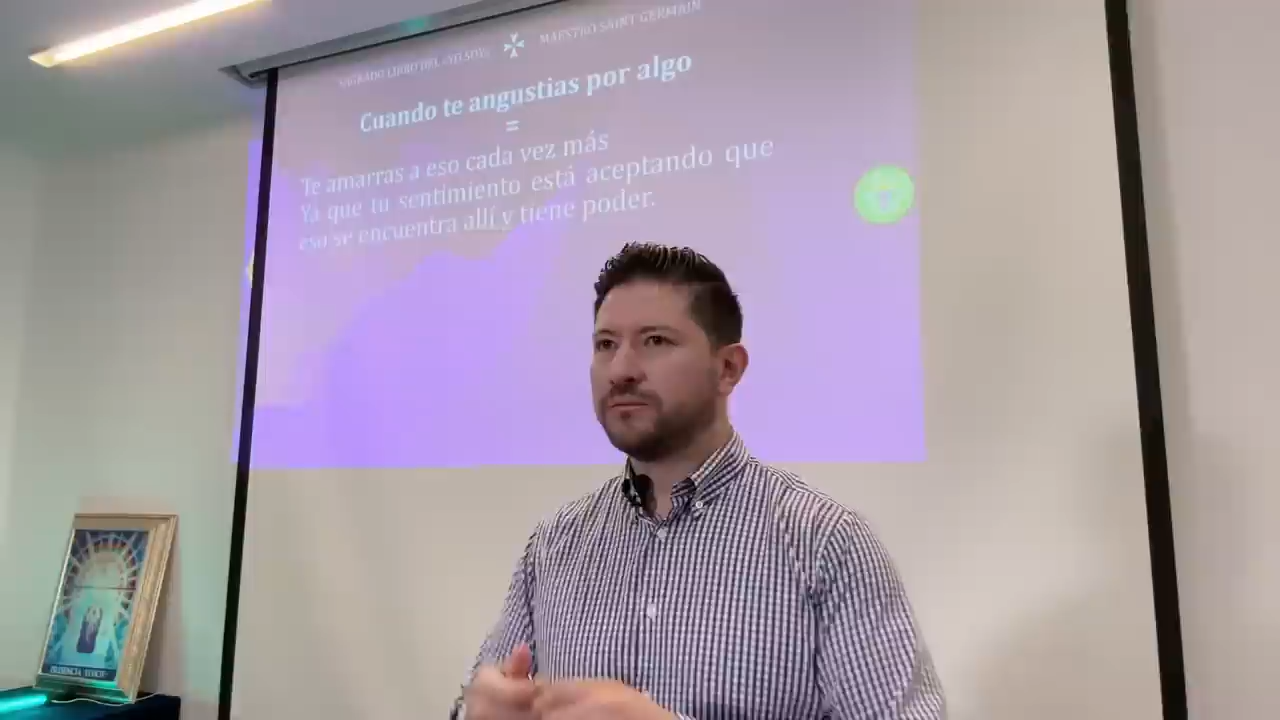 SAGRADO LIBRO DEL «YO SOY» MAESTRO SAINT GERMAIN
Cuando te angustias por algo
=
Te amarras a eso cada vez más
Ya que tu sentimiento está aceptando que
eso se encuentra allí y tiene poder.